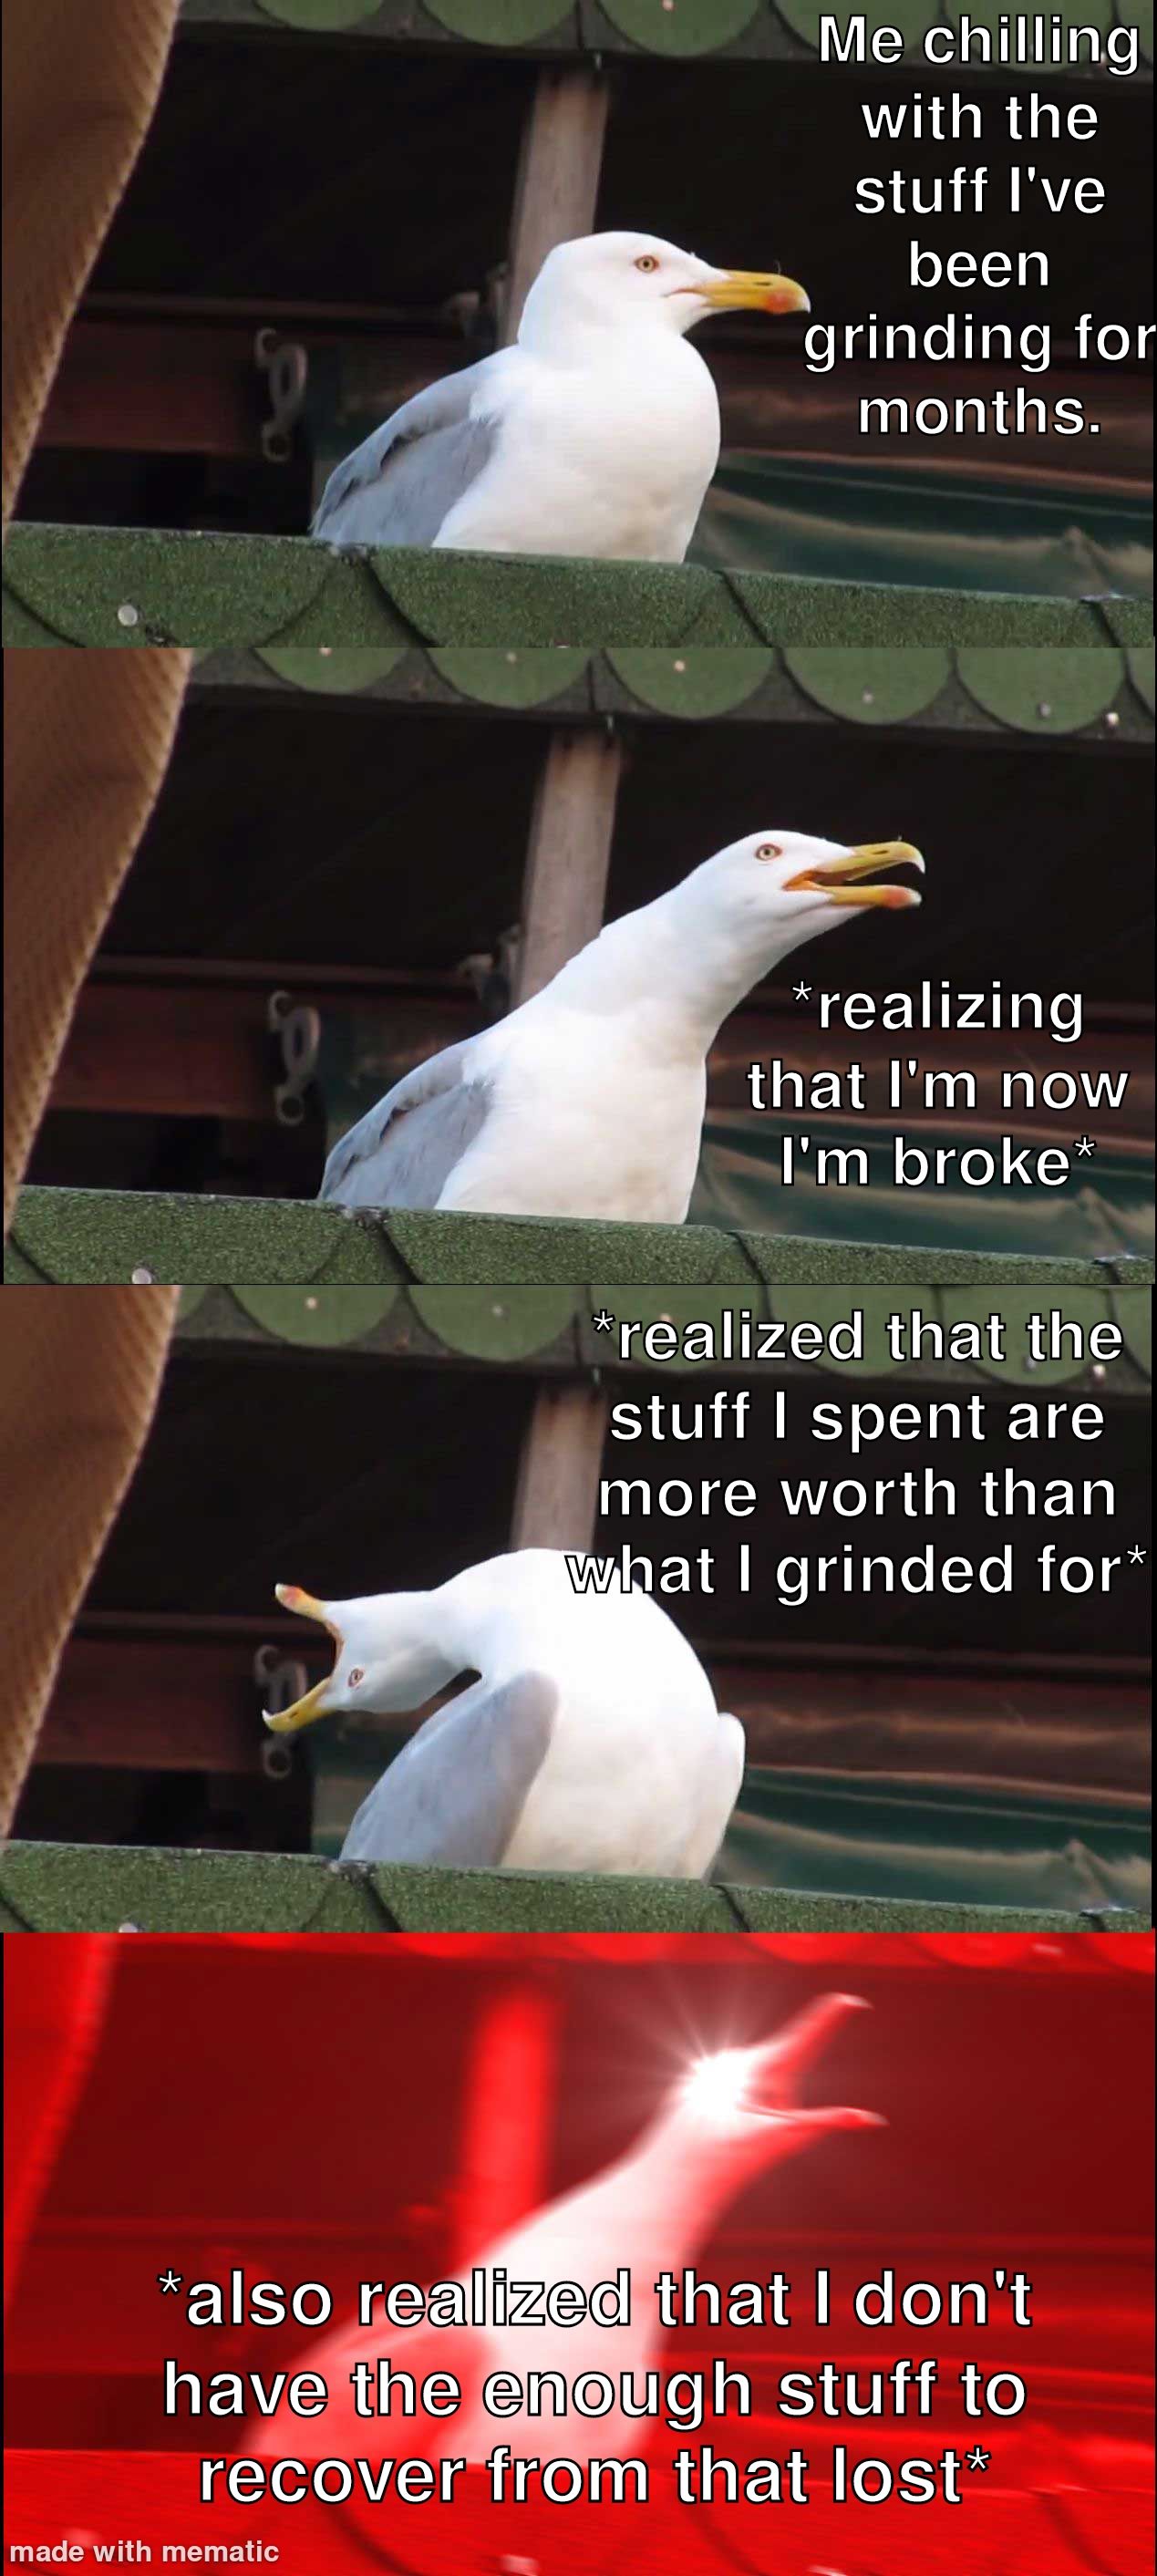 Me chilling
with the
stuff I've
been
grinding for
months.
*realizing
that I'm now
I'm broke*
*realized that the
stuff I spent are
more worth than
what I grinded for*
*also realized that I don't
have the enough stuff to
recover from that lost*
made with mematic